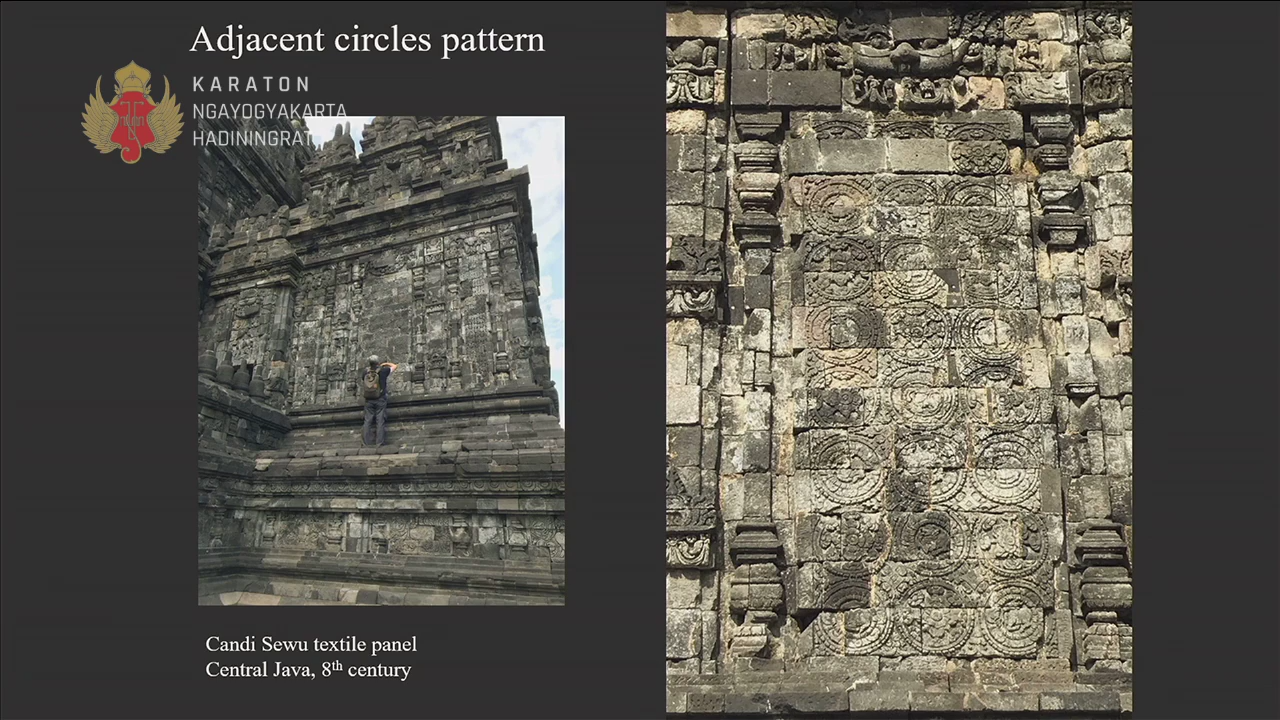 Adjacent circles pattern
KARATON
NGAYOGYAKARTA
HADININGRAT
Candi Sewu textile panel
Central Java, 8th century